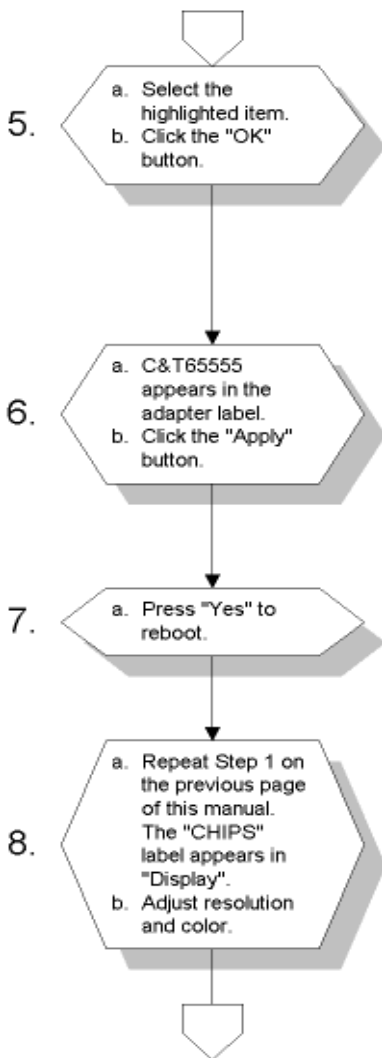 5.
a. Select the
highlighted item.
b. Click the "OK"
button.
6.
a. C&T65555
appears in the
adapter label.
b. Click the "Apply"
button.
7.
a. Press "Yes" to
reboot.
8.
a. Repeat Step 1 on
the previous page
of this manual.
The "CHIPS"
label appears in
"Display".
b. Adjust resolution
and color.